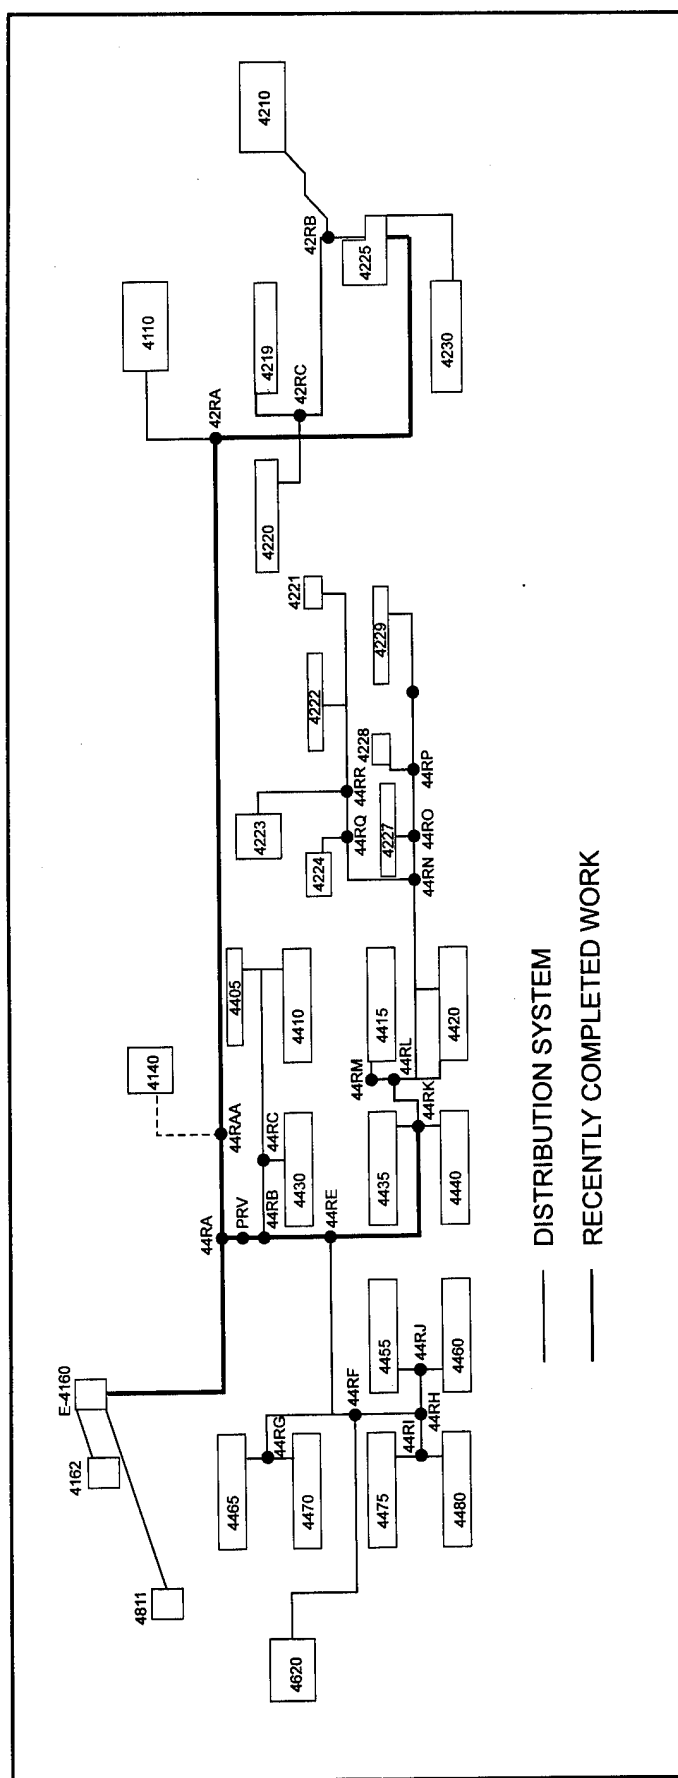 4811
4162
E-4160
4140
4110
4210
44RA
44RAA
42RA
PRV
4620
4465
4470
44RG
44RF
4475
4480
44RI
44RH
4455
4460
44RJ
44RB
44RC
44RE
4430
4405
4410
4435
4440
44RK
44RM
44RL
4415
4420
4224
4223
44RQ
44RR
4222
4221
44RN
4227
44RO
4228
44RP
4229
4220
4219
42RC
42RB
4225
4230
DISTRIBUTION SYSTEM
RECENTLY COMPLETED WORK